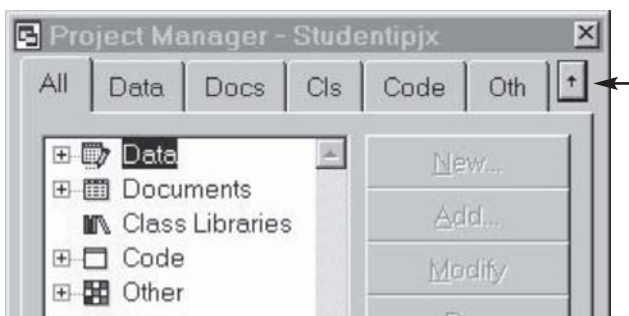 Project Manager - Studentipjx
All Data Docs Cls Code Oth
Data
Documents
Class Libraries
Code
Other
New...
Add...
Modify